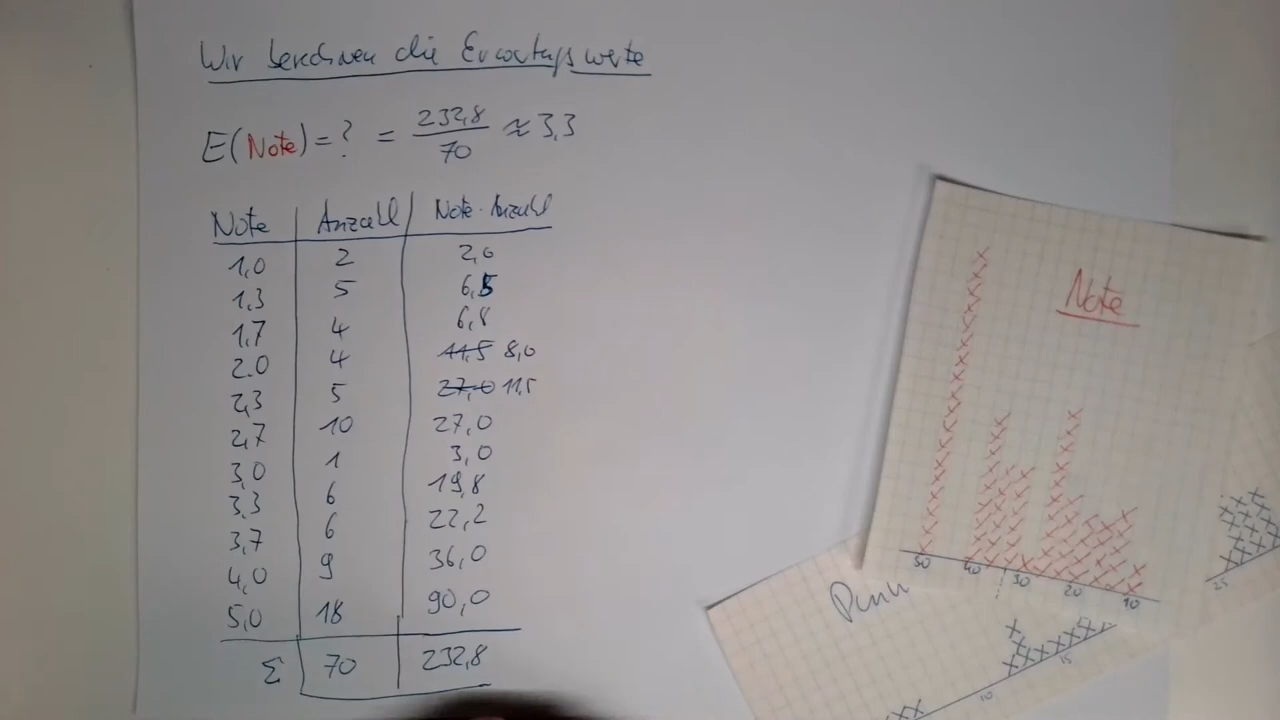 Wir berechnen die Erwartungswerte
E(Note) = ? = 232,8 / 70 ≈ 3,3
Note | Anzahl | Note · Anzahl
1,0 | 2 | 2,0
1,3 | 5 | 6,5
1,7 | 4 | 6,8
2.0 | 4 | 11,5 8,0
2,3 | 5 | 27,0 11,5
2,7 | 10 | 27,0
3,0 | 1 | 3,0
3,3 | 6 | 19,8
3,7 | 6 | 22,2
4,0 | 9 | 36,0
5,0 | 18 | 90,0
Σ | 70 | 232,8
Note
50 40 30 20 10
25
10 15